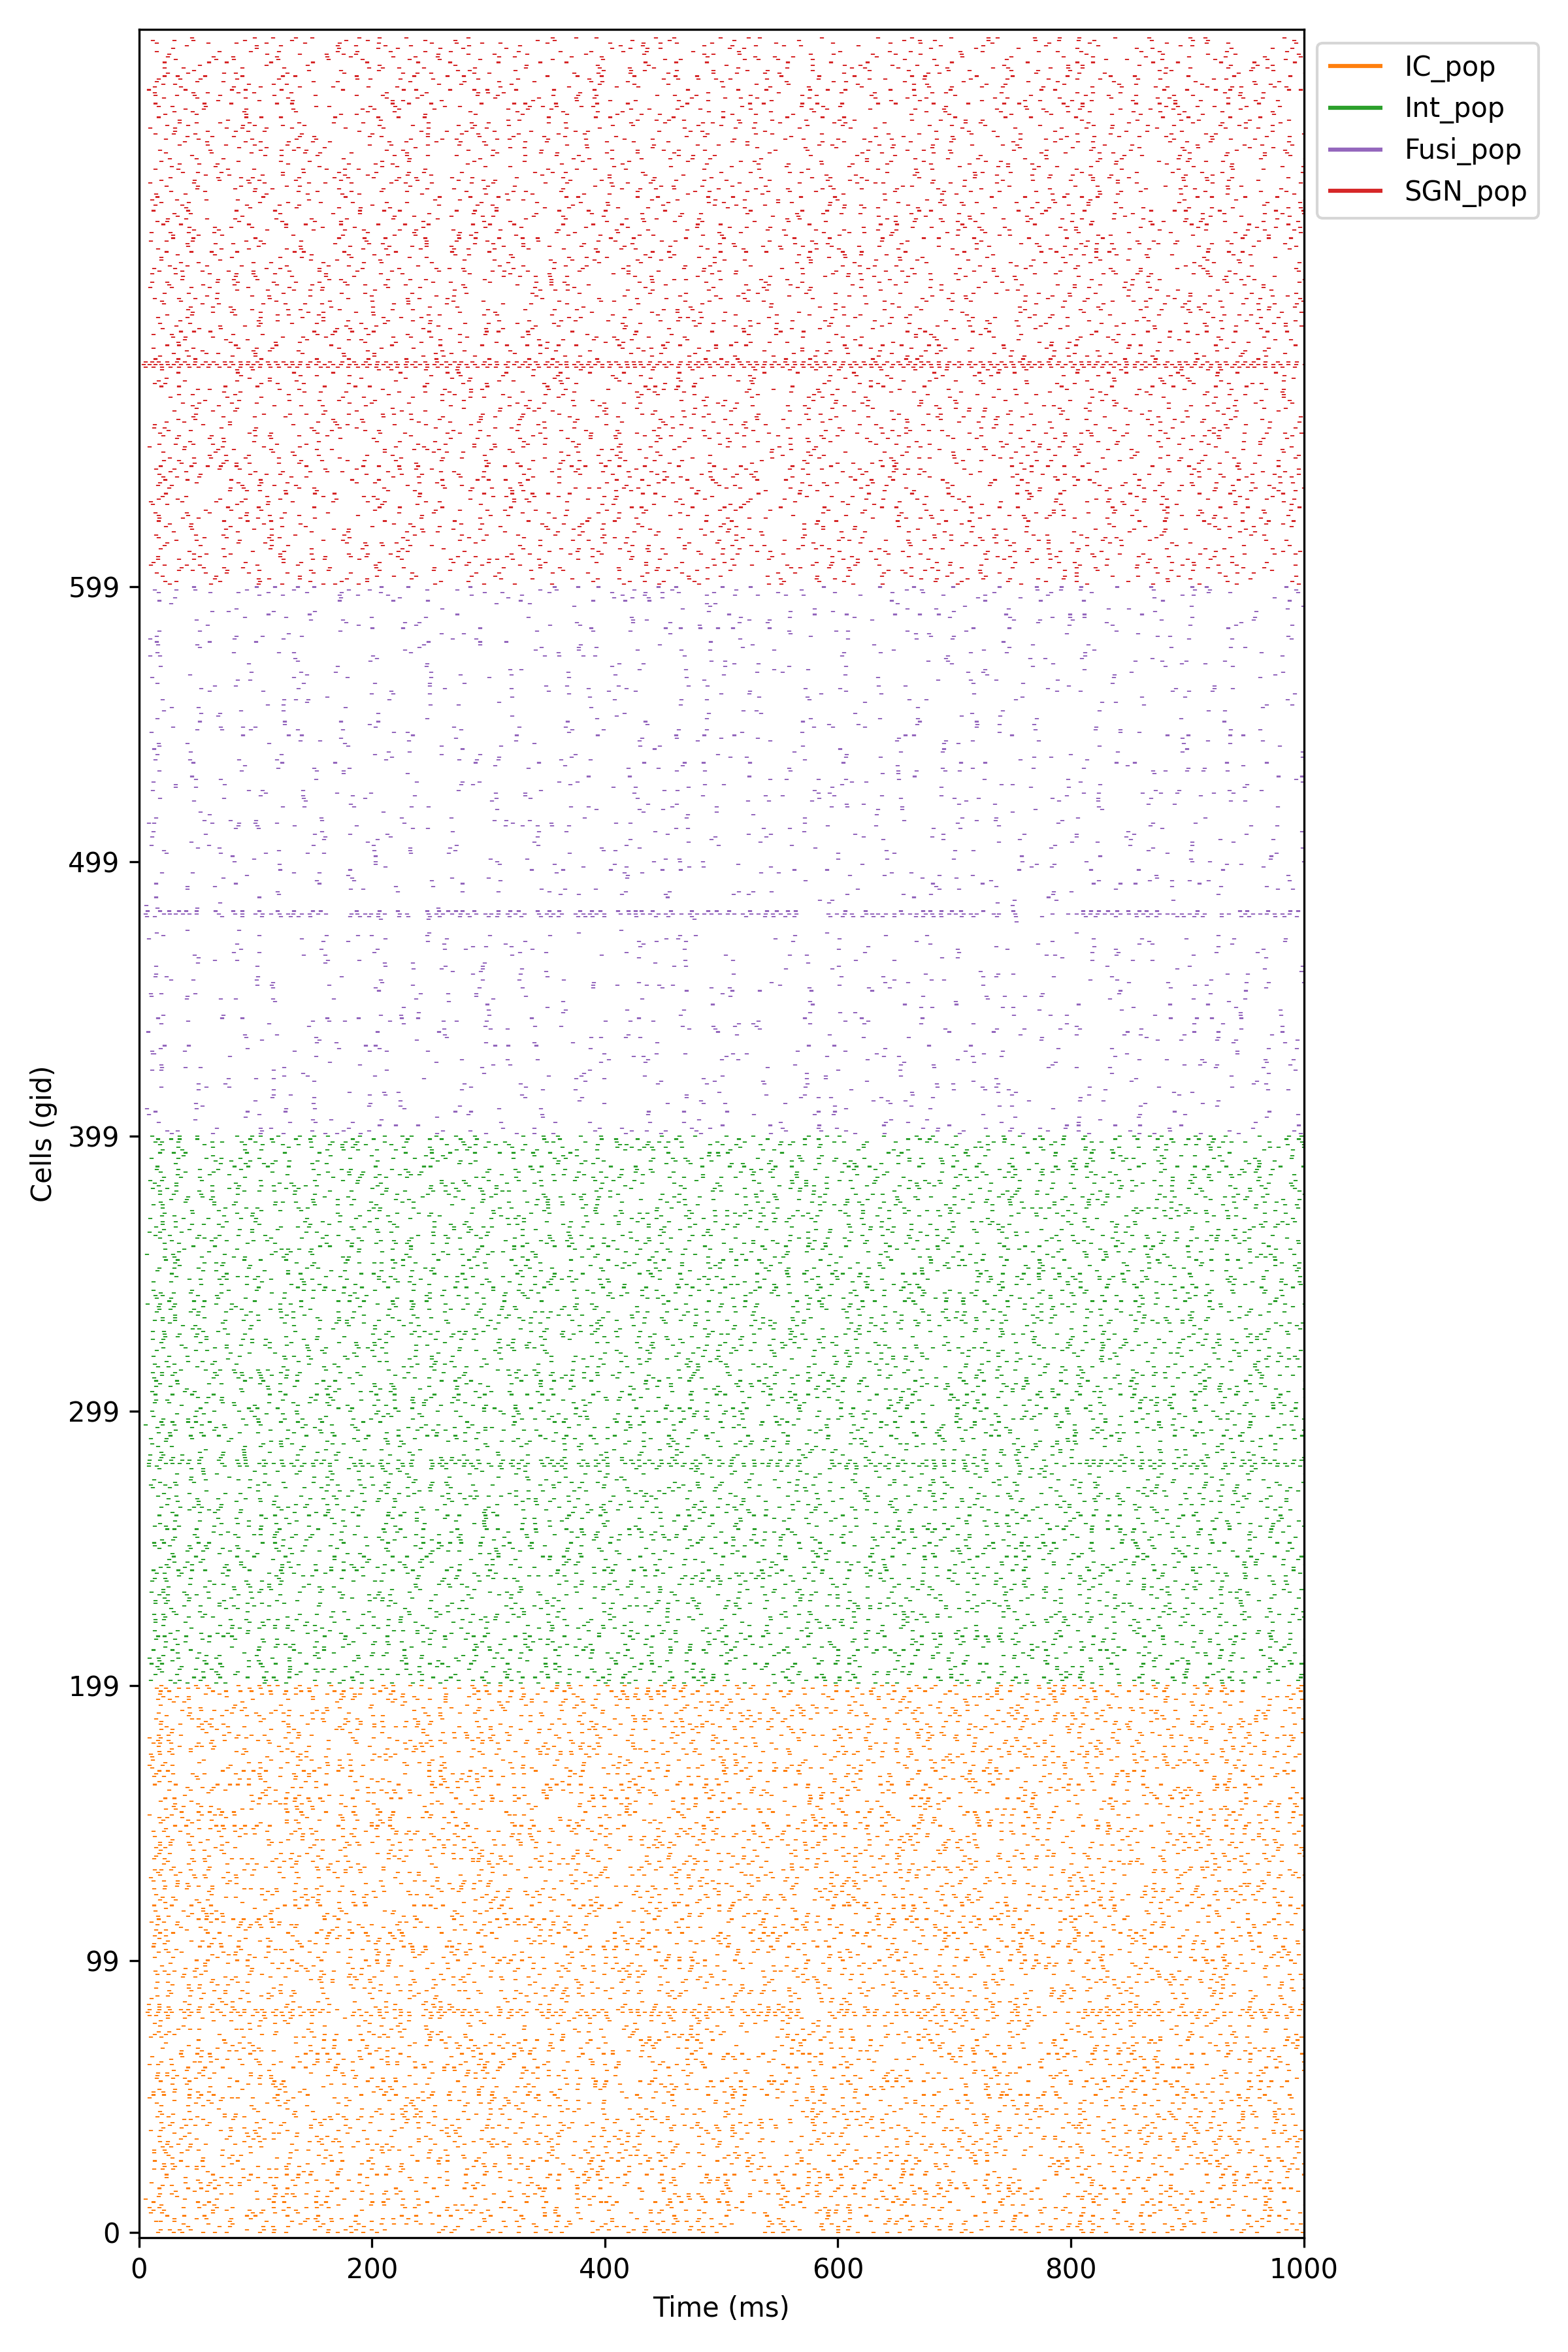 IC_pop
Int_pop
Fusi_pop
SGN_pop
599
499
399
299
199
99
0
Cells (gid)
0 200 400 600 800 1000
Time (ms)